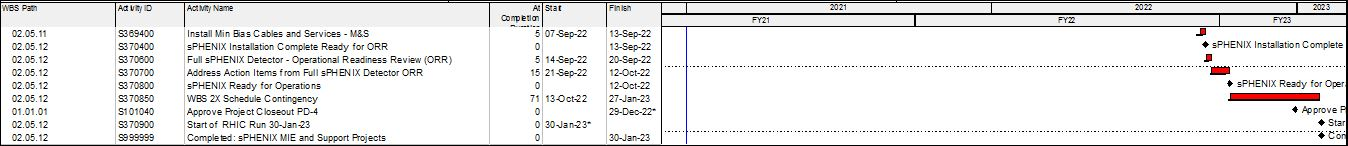 WBS Path Activity ID Activity Name At Completion Start Finish 2021 2022 2023
FY21 FY22 FY23
02.05.11 S369400 Install Min Bias Cables and Services - M&S 5 07-Sep-22 13-Sep-22
02.05.12 S370400 sPHENIX Installation Complete Ready for ORR 0 13-Sep-22 sPHENIX Installation Complete
02.05.12 S370600 Full sPHENIX Detector - Operational Readiness Review (ORR) 5 14-Sep-22 20-Sep-22
02.05.12 S370700 Address Action Items from Full sPHENIX Detector ORR 15 21-Sep-22 12-Oct-22
02.05.12 S370800 sPHENIX Ready for Operations 0 12-Oct-22 sPHENIX Ready for Oper
02.05.12 S370850 WBS 2X Schedule Contingency 71 13-Oct-22 27-Jan-23
01.01.01 S101040 Approve Project Closeout PD-4 0 29-Dec-22* Approve P
02.05.12 S370900 Start of RHIC Run 30-Jan-23 0 30-Jan-23* Star
02.05.12 S999999 Completed: sPHENIX MIE and Support Projects 0 30-Jan-23 Com